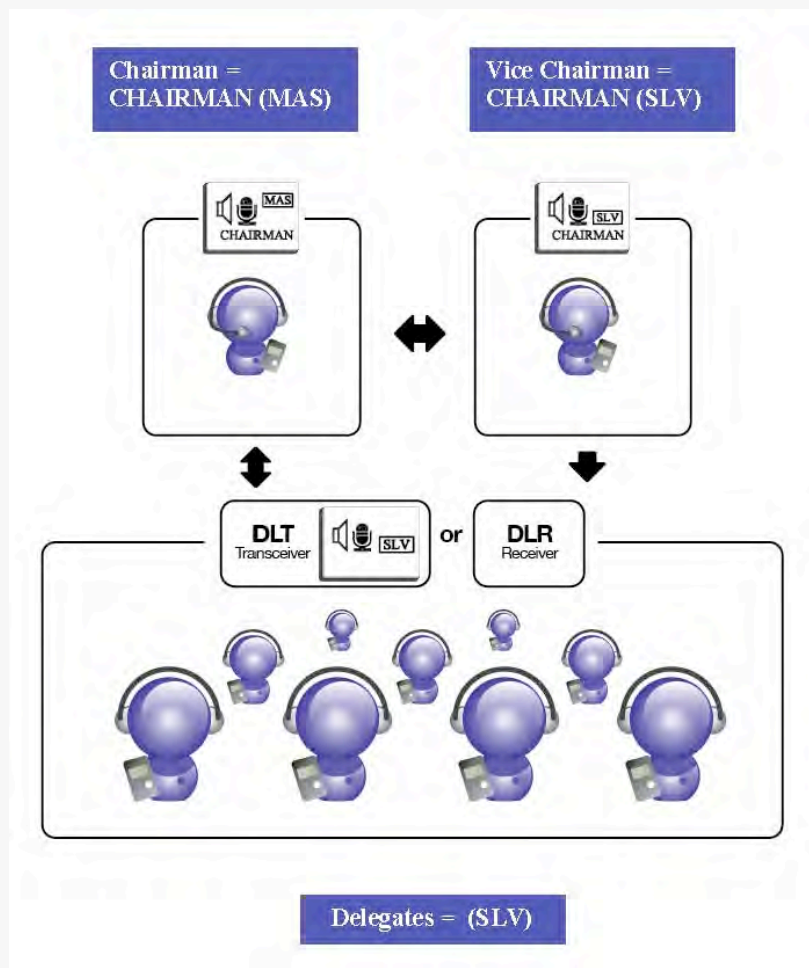 Chairman =
CHAIRMAN (MAS)
Vice Chairman =
CHAIRMAN (SLV)
MAS
CHAIRMAN
SLV
CHAIRMAN
DLT
Transceiver
SLV
or
DLR
Receiver
Delegates = (SLV)